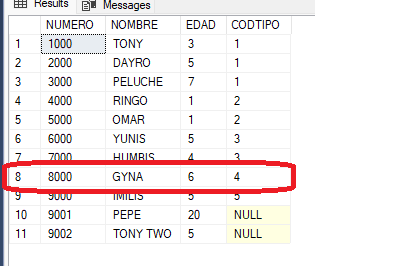 Results Messages
NUMERO NOMBRE EDAD CODTIPO
1 1000 TONY 3 1
2 2000 DAYRO 5 1
3 3000 PELUCHE 7 1
4 4000 RINGO 1 2
5 5000 OMAR 1 2
6 6000 YUNIS 5 3
7 7000 HUMBIS 4 3
8 8000 GYNA 6 4
9 9000 IMILIS 5 5
10 9001 PEPE 20 NULL
11 9002 TONY TWO 5 NULL